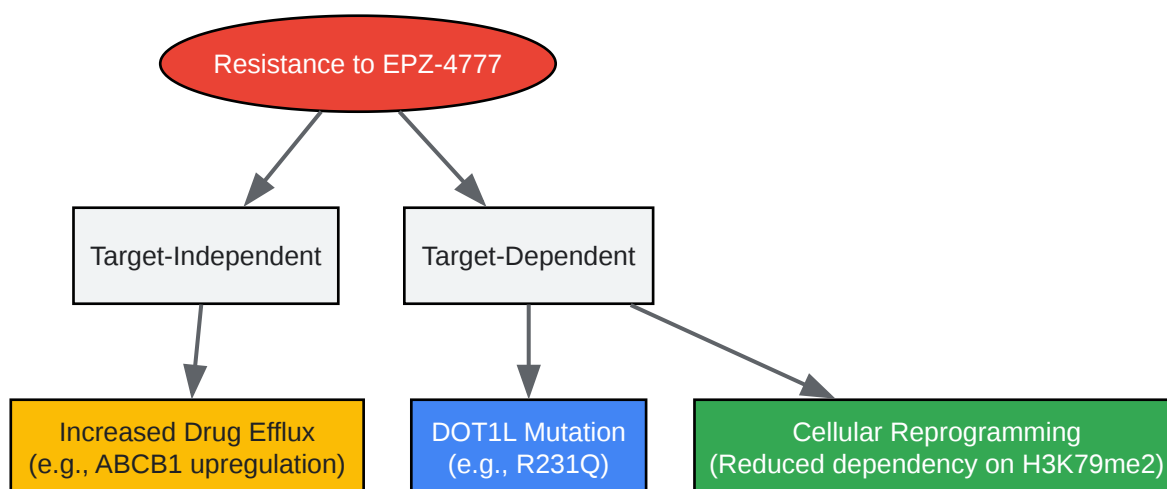 Resistance to EPZ-4777
Target-Independent
Target-Dependent
Increased Drug Efflux
(e.g., ABCB1 upregulation)
DOT1L Mutation
(e.g., R231Q)
Cellular Reprogramming
(Reduced dependency on H3K79me2)